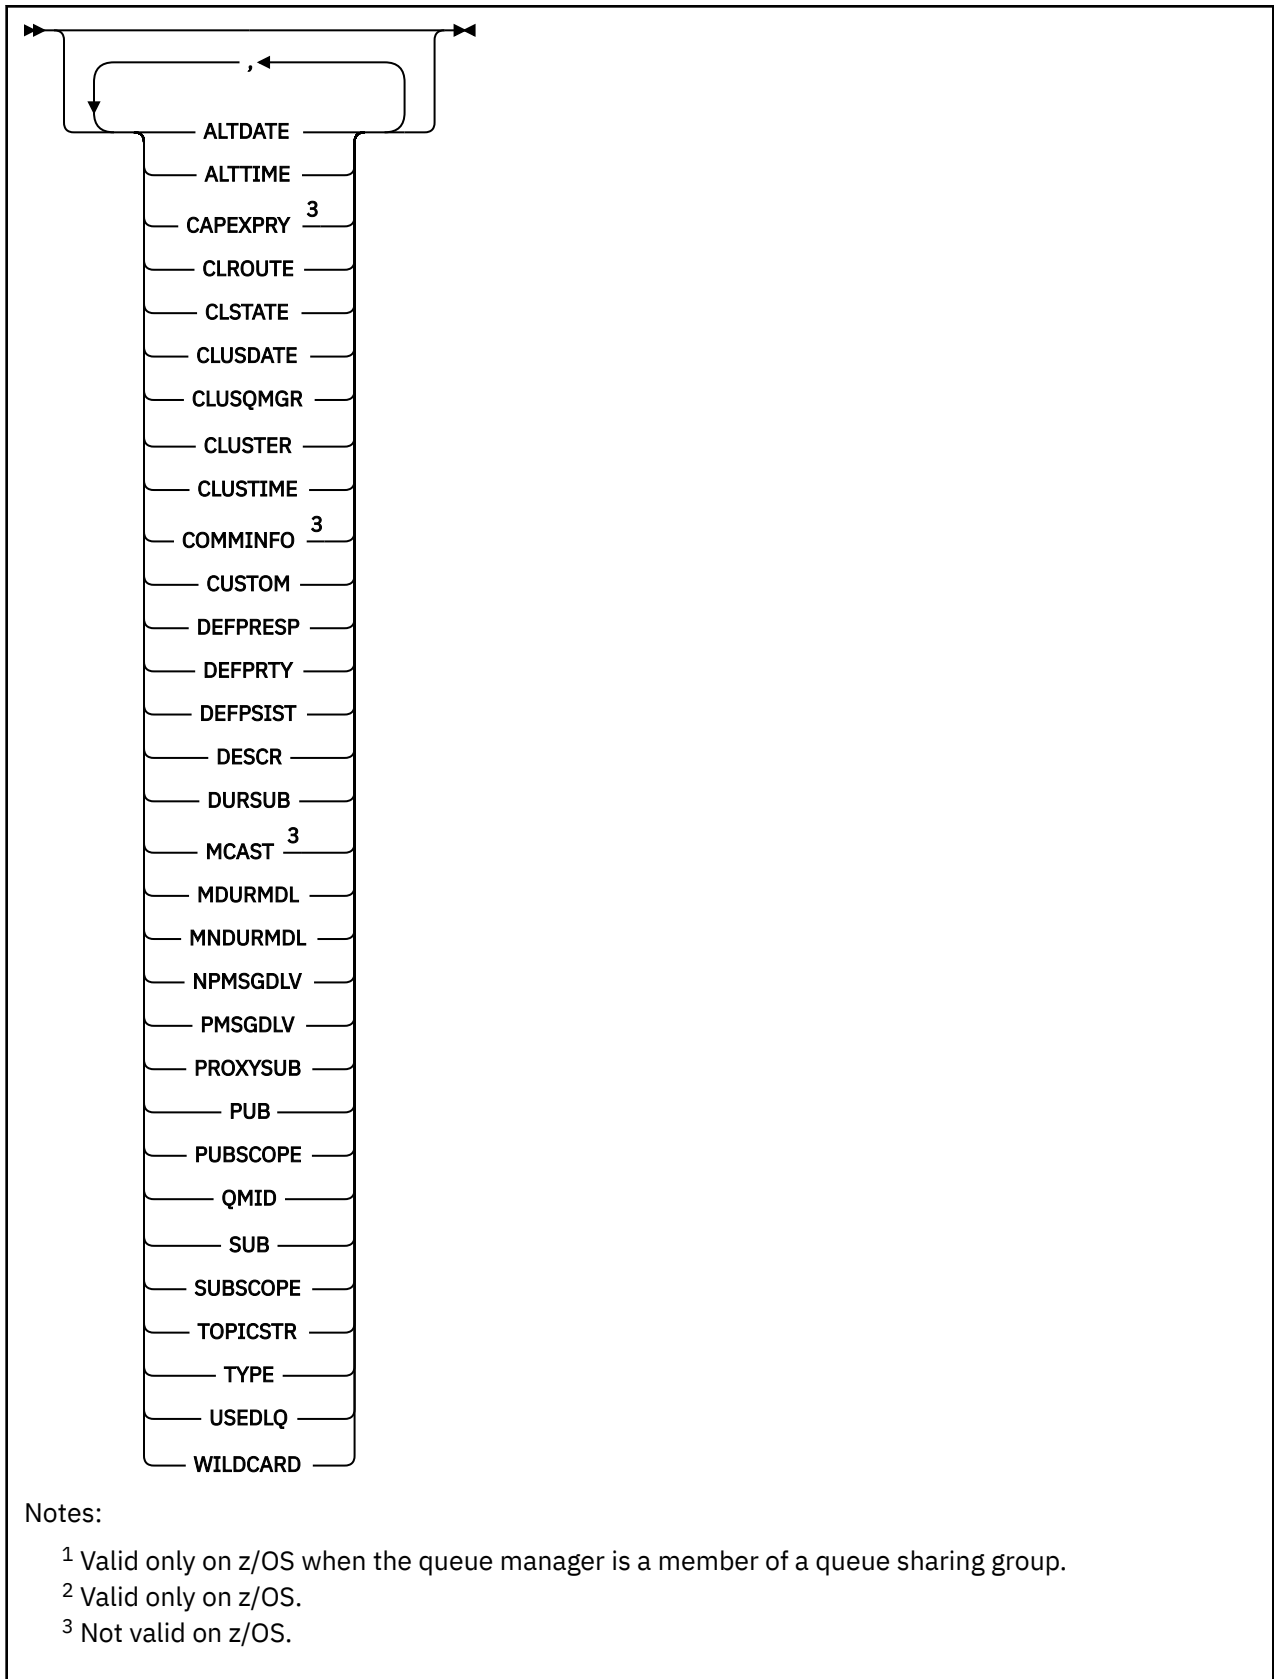 ,
ALTDATE
ALTTIME
CAPEXPRY 3
CLROUTE
CLSTATE
CLUSDATE
CLUSQMGR
CLUSTER
CLUSTIME
COMMINFO 3
CUSTOM
DEFPRESP
DEFPRTY
DEFPSIST
DESCR
DURSUB
MCAST 3
MDURMDL
MNDURMDL
NPMSGDLV
PMSGDLV
PROXYSUB
PUB
PUBSCOPE
QMID
SUB
SUBSCOPE
TOPICSTR
TYPE
USEDLQ
WILDCARD
Notes:
1 Valid only on z/OS when the queue manager is a member of a queue sharing group.
2 Valid only on z/OS.
3 Not valid on z/OS.